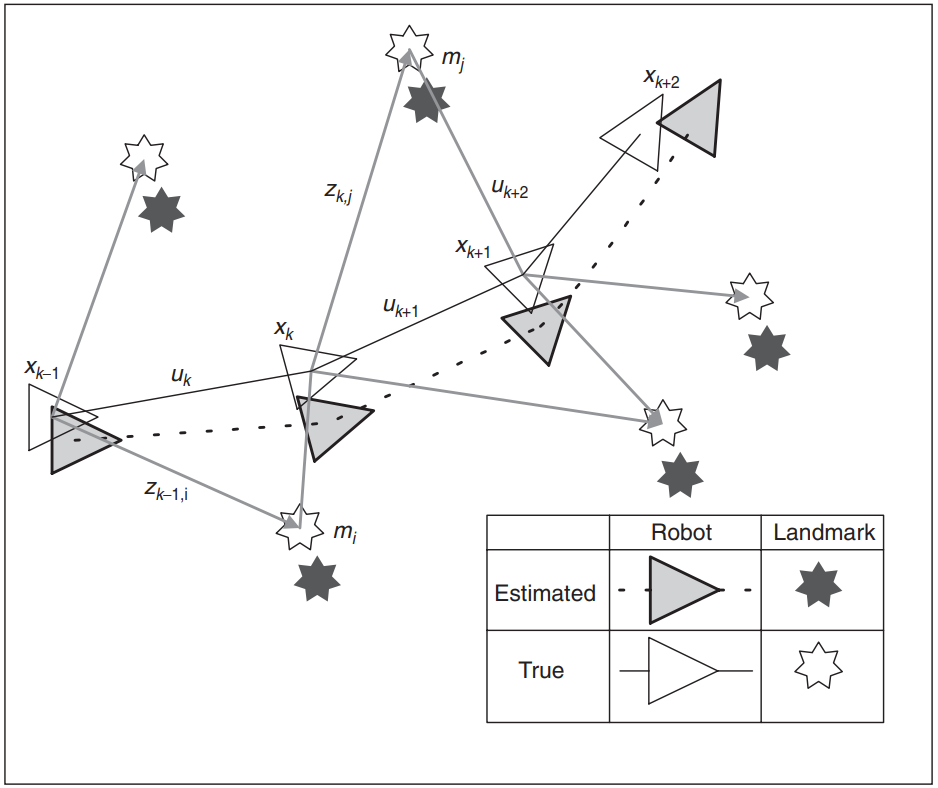 m_j
x_{k+2}
z_{k,j}
u_{k+2}
x_{k+1}
u_{k+1}
x_k
x_{k–1}
u_k
z_{k–1,i}
m_i
Robot Landmark
Estimated
True